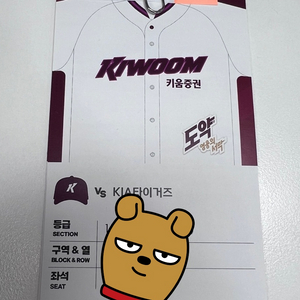 KIWOOM
키움증권
도약
영웅의 시작
K
VS KIA타이거즈
등급
SECTION
구역 & 열
BLOCK & ROW
좌석
SEAT